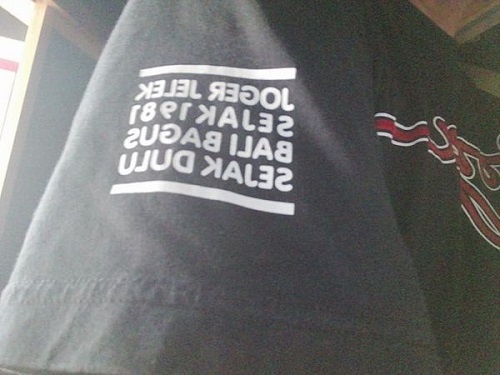 JOGER JELEK
SEJAK 1981
BALI BAGUS
SEJAK DULU